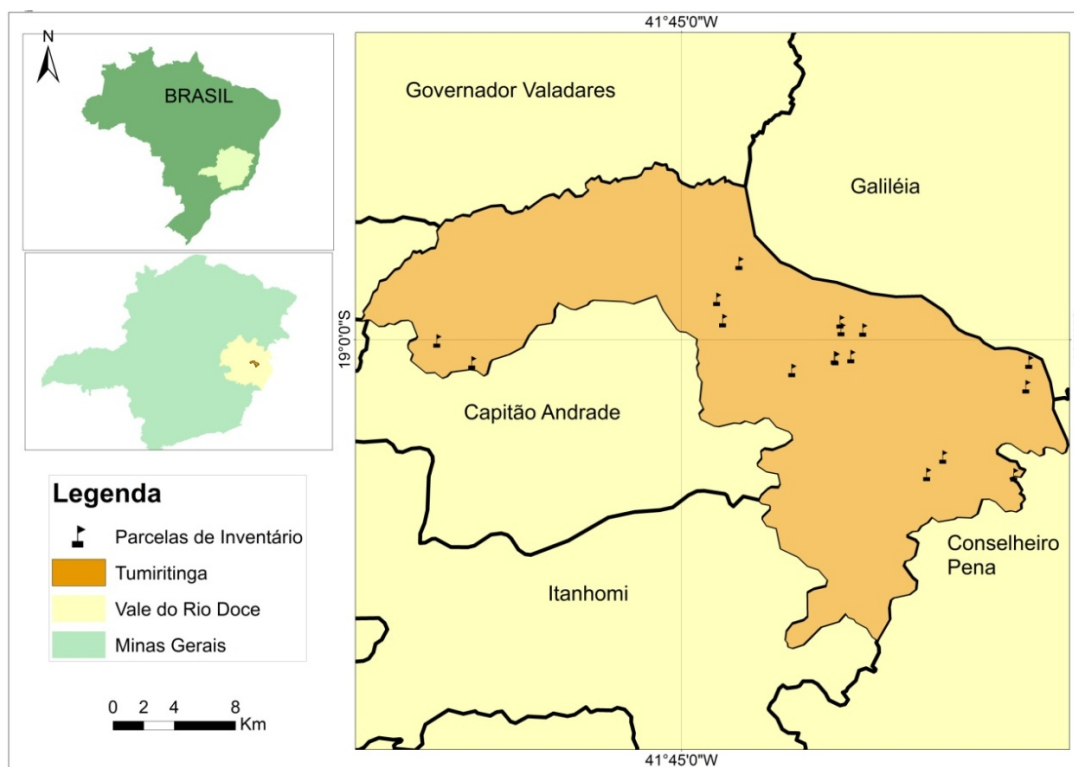 N
BRASIL
41°45'0"W
Governador Valadares
Galiléia
19°0'0"S
Capitão Andrade
Conselheiro
Pena
Itanhomi
41°45'0"W
Legenda
Parcelas de Inventário
Tumiritinga
Vale do Rio Doce
Minas Gerais
0 2 4 8
Km